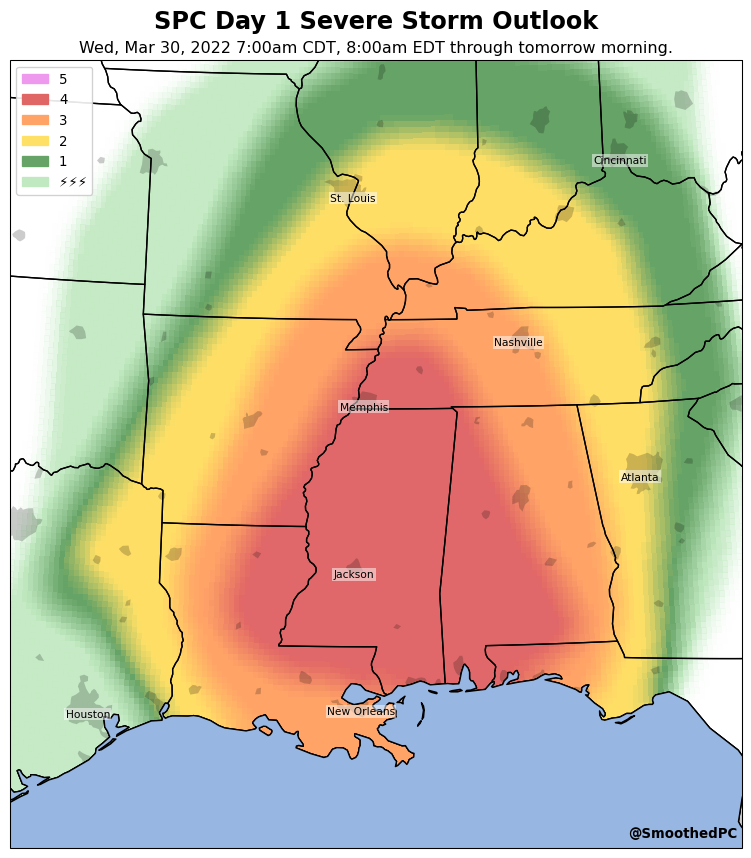 SPC Day 1 Severe Storm Outlook
Wed, Mar 30, 2022 7:00am CDT, 8:00am EDT through tomorrow morning.
5
4
3
2
1
⚡⚡⚡
Cincinnati
St. Louis
Nashville
Memphis
Atlanta
Jackson
New Orleans
Houston
@SmoothedPC